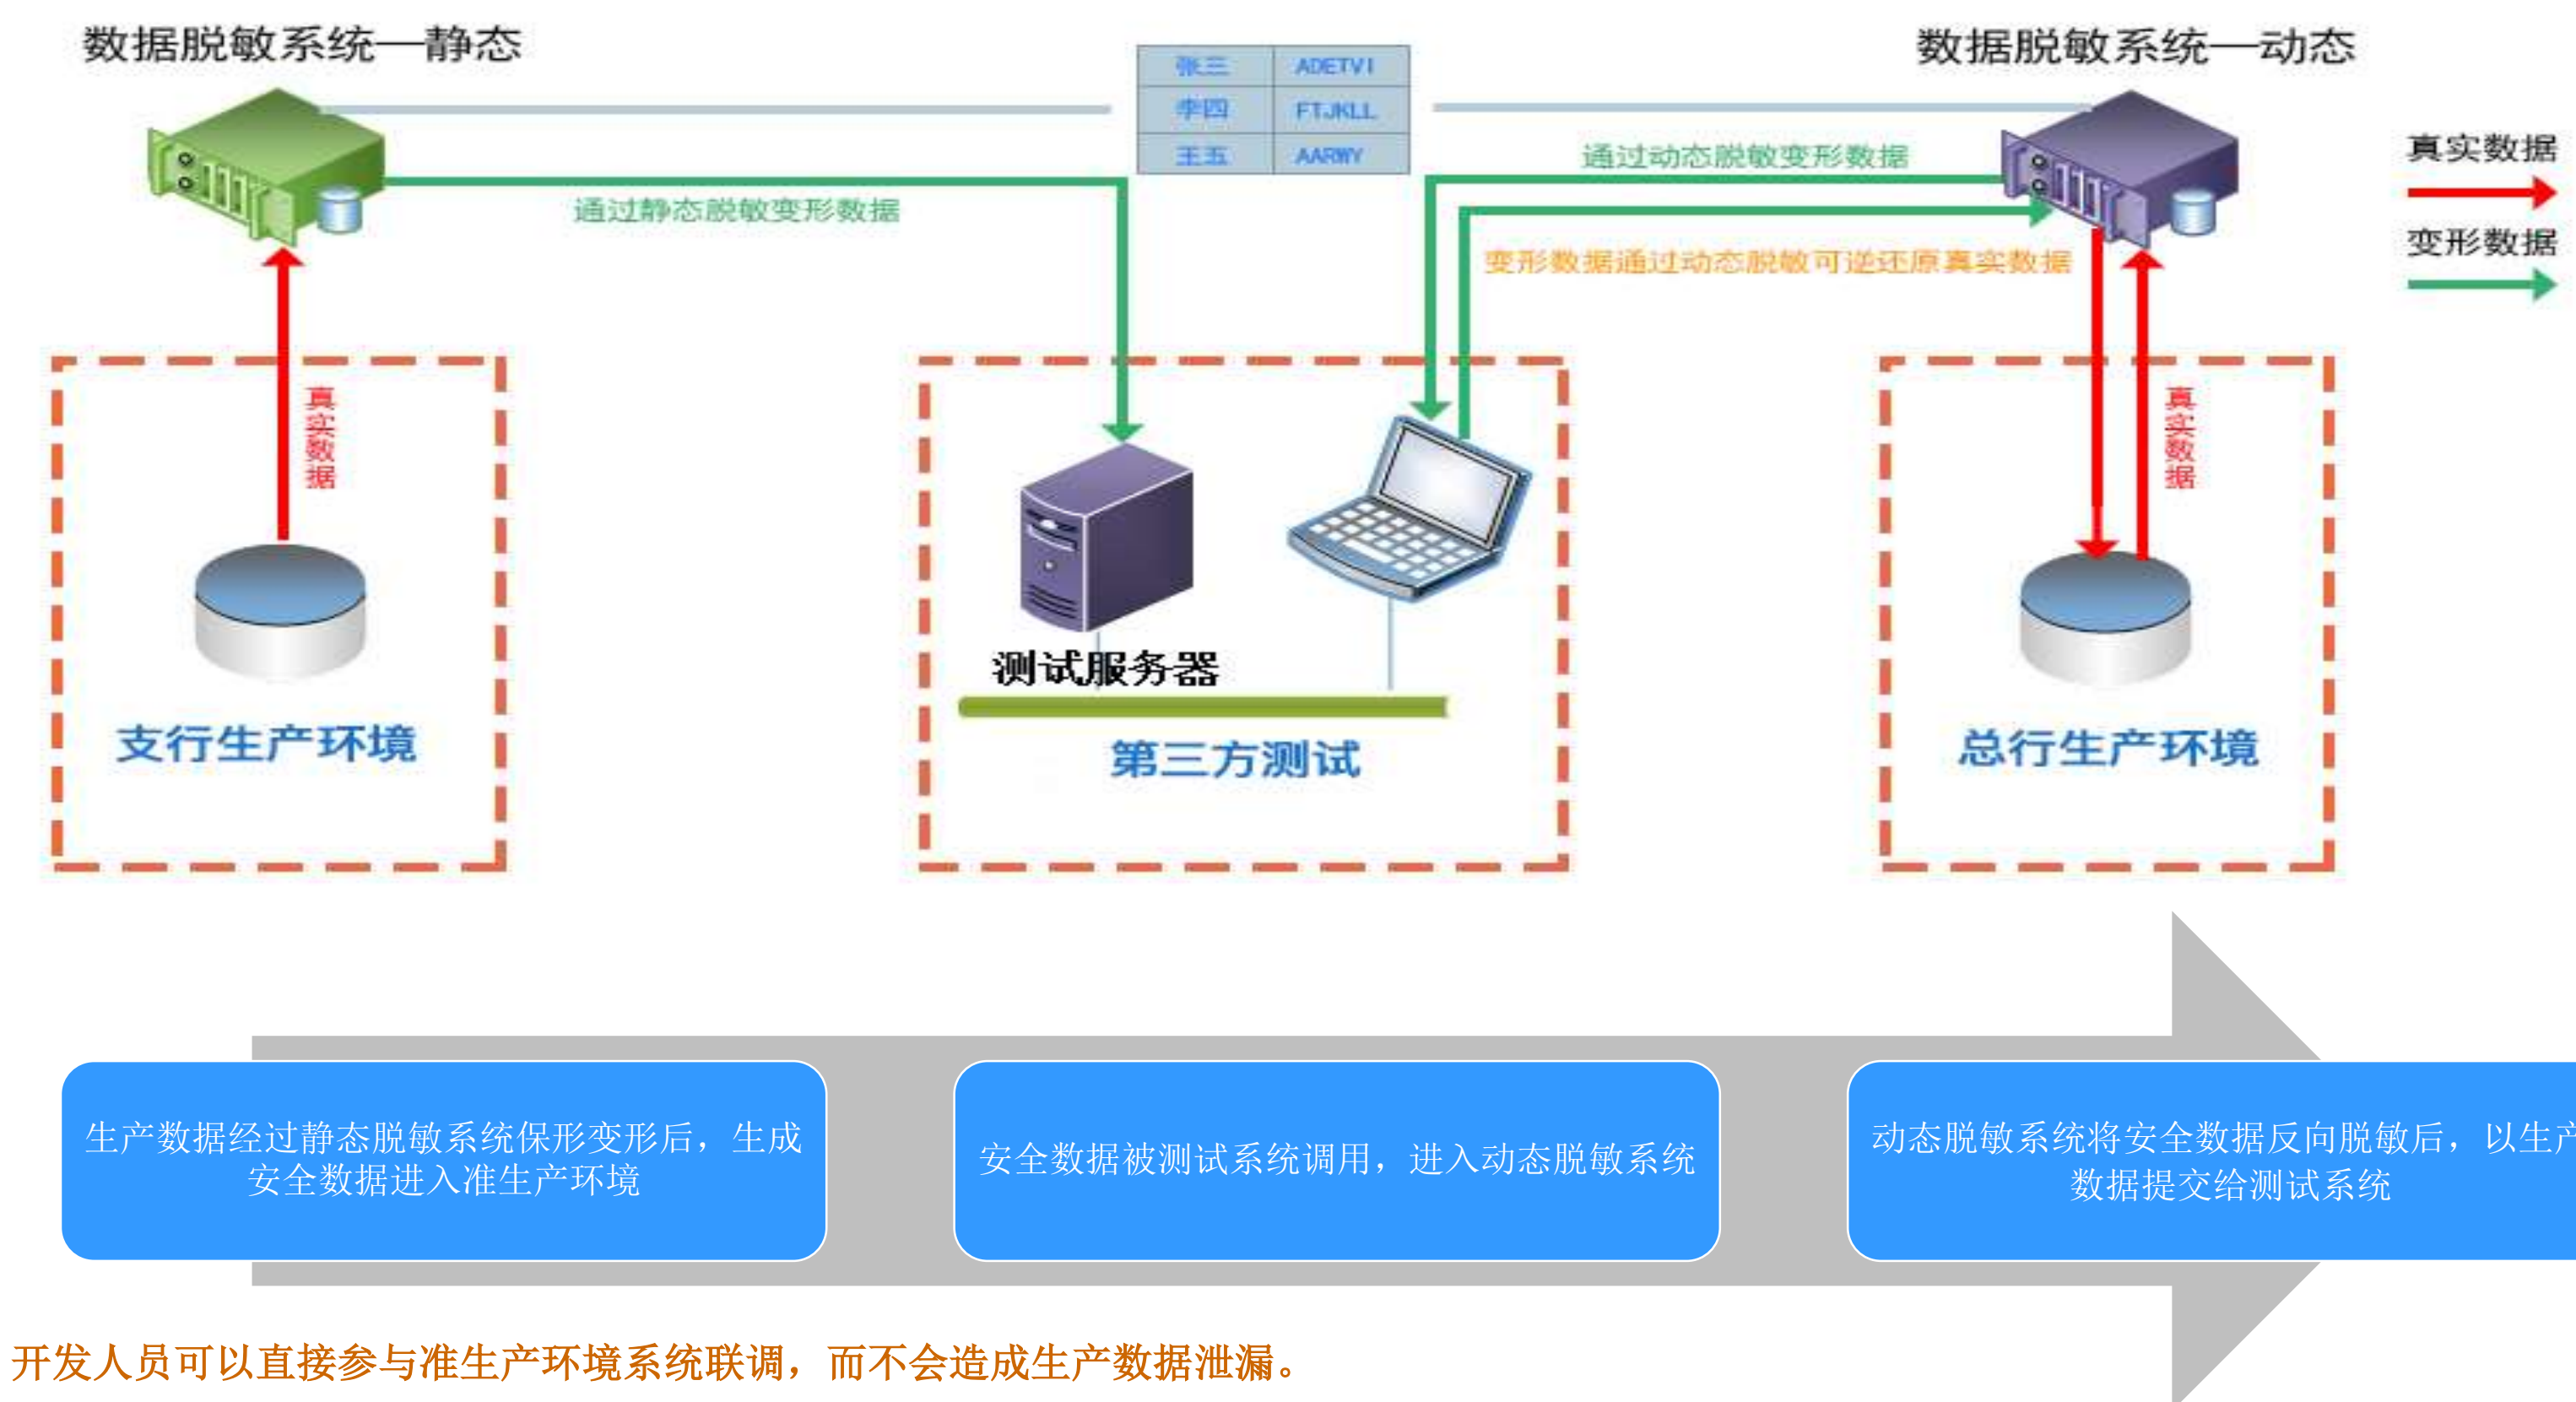 数据脱敏系统—静态
数据脱敏系统—动态
张三 ADETVI
李四 FTJKLL
王五 AARWY
通过静态脱敏变形数据
通过动态脱敏变形数据
变形数据通过动态脱敏可逆还原真实数据
真实数据
变形数据
真实数据
真实数据
测试服务器
支行生产环境
第三方测试
总行生产环境
生产数据经过静态脱敏系统保形变形后，生成
安全数据进入准生产环境
安全数据被测试系统调用，进入动态脱敏系统
动态脱敏系统将安全数据反向脱敏后，以生产
数据提交给测试系统
开发人员可以直接参与准生产环境系统联调，而不会造成生产数据泄漏。